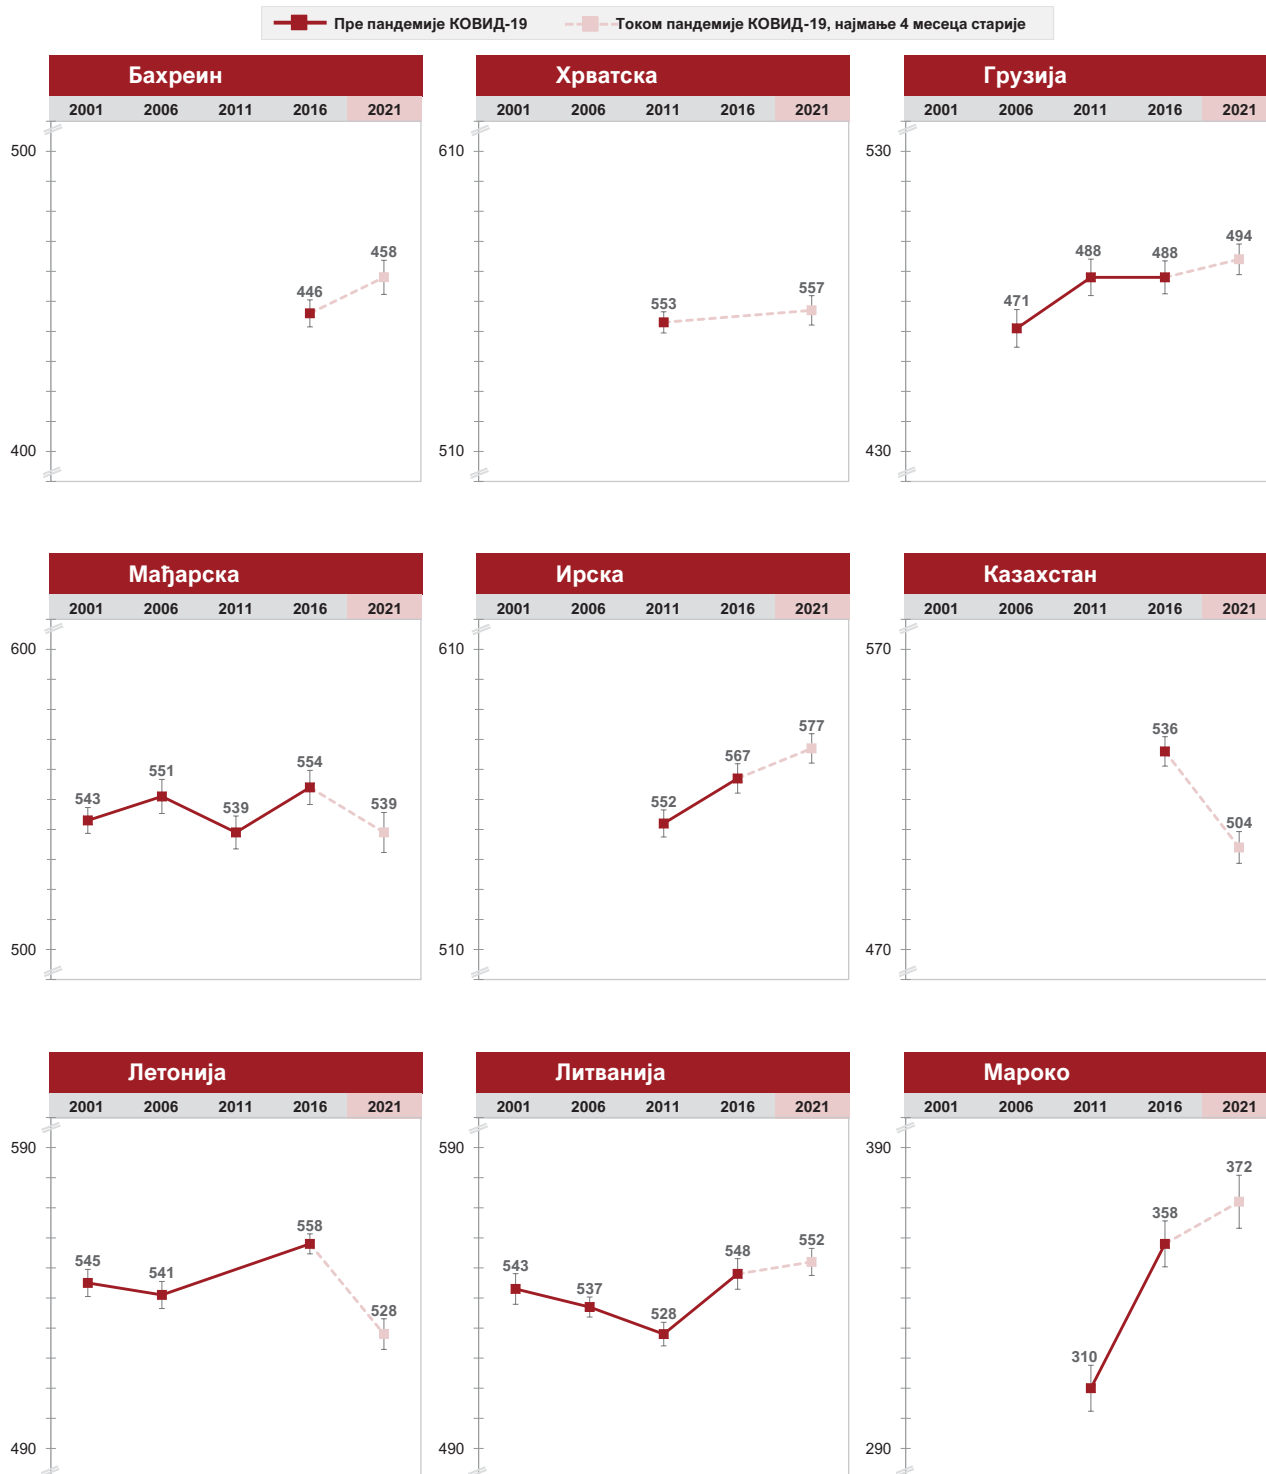 Пре пандемије КОВИД-19 Током пандемије КОВИД-19, најмање 4 месеца старије
Бахреин
2001 2006 2011 2016 2021
500
400
446
458
Хрватска
2001 2006 2011 2016 2021
610
510
553
557
Грузија
2001 2006 2011 2016 2021
530
430
471
488
488
494
Мађарска
2001 2006 2011 2016 2021
600
500
543
551
539
554
539
Ирска
2001 2006 2011 2016 2021
610
510
552
567
577
Казахстан
2001 2006 2011 2016 2021
570
470
536
504
Летонија
2001 2006 2011 2016 2021
590
490
545
541
558
528
Литванија
2001 2006 2011 2016 2021
590
490
543
537
528
548
552
Мароко
2001 2006 2011 2016 2021
390
290
310
358
372